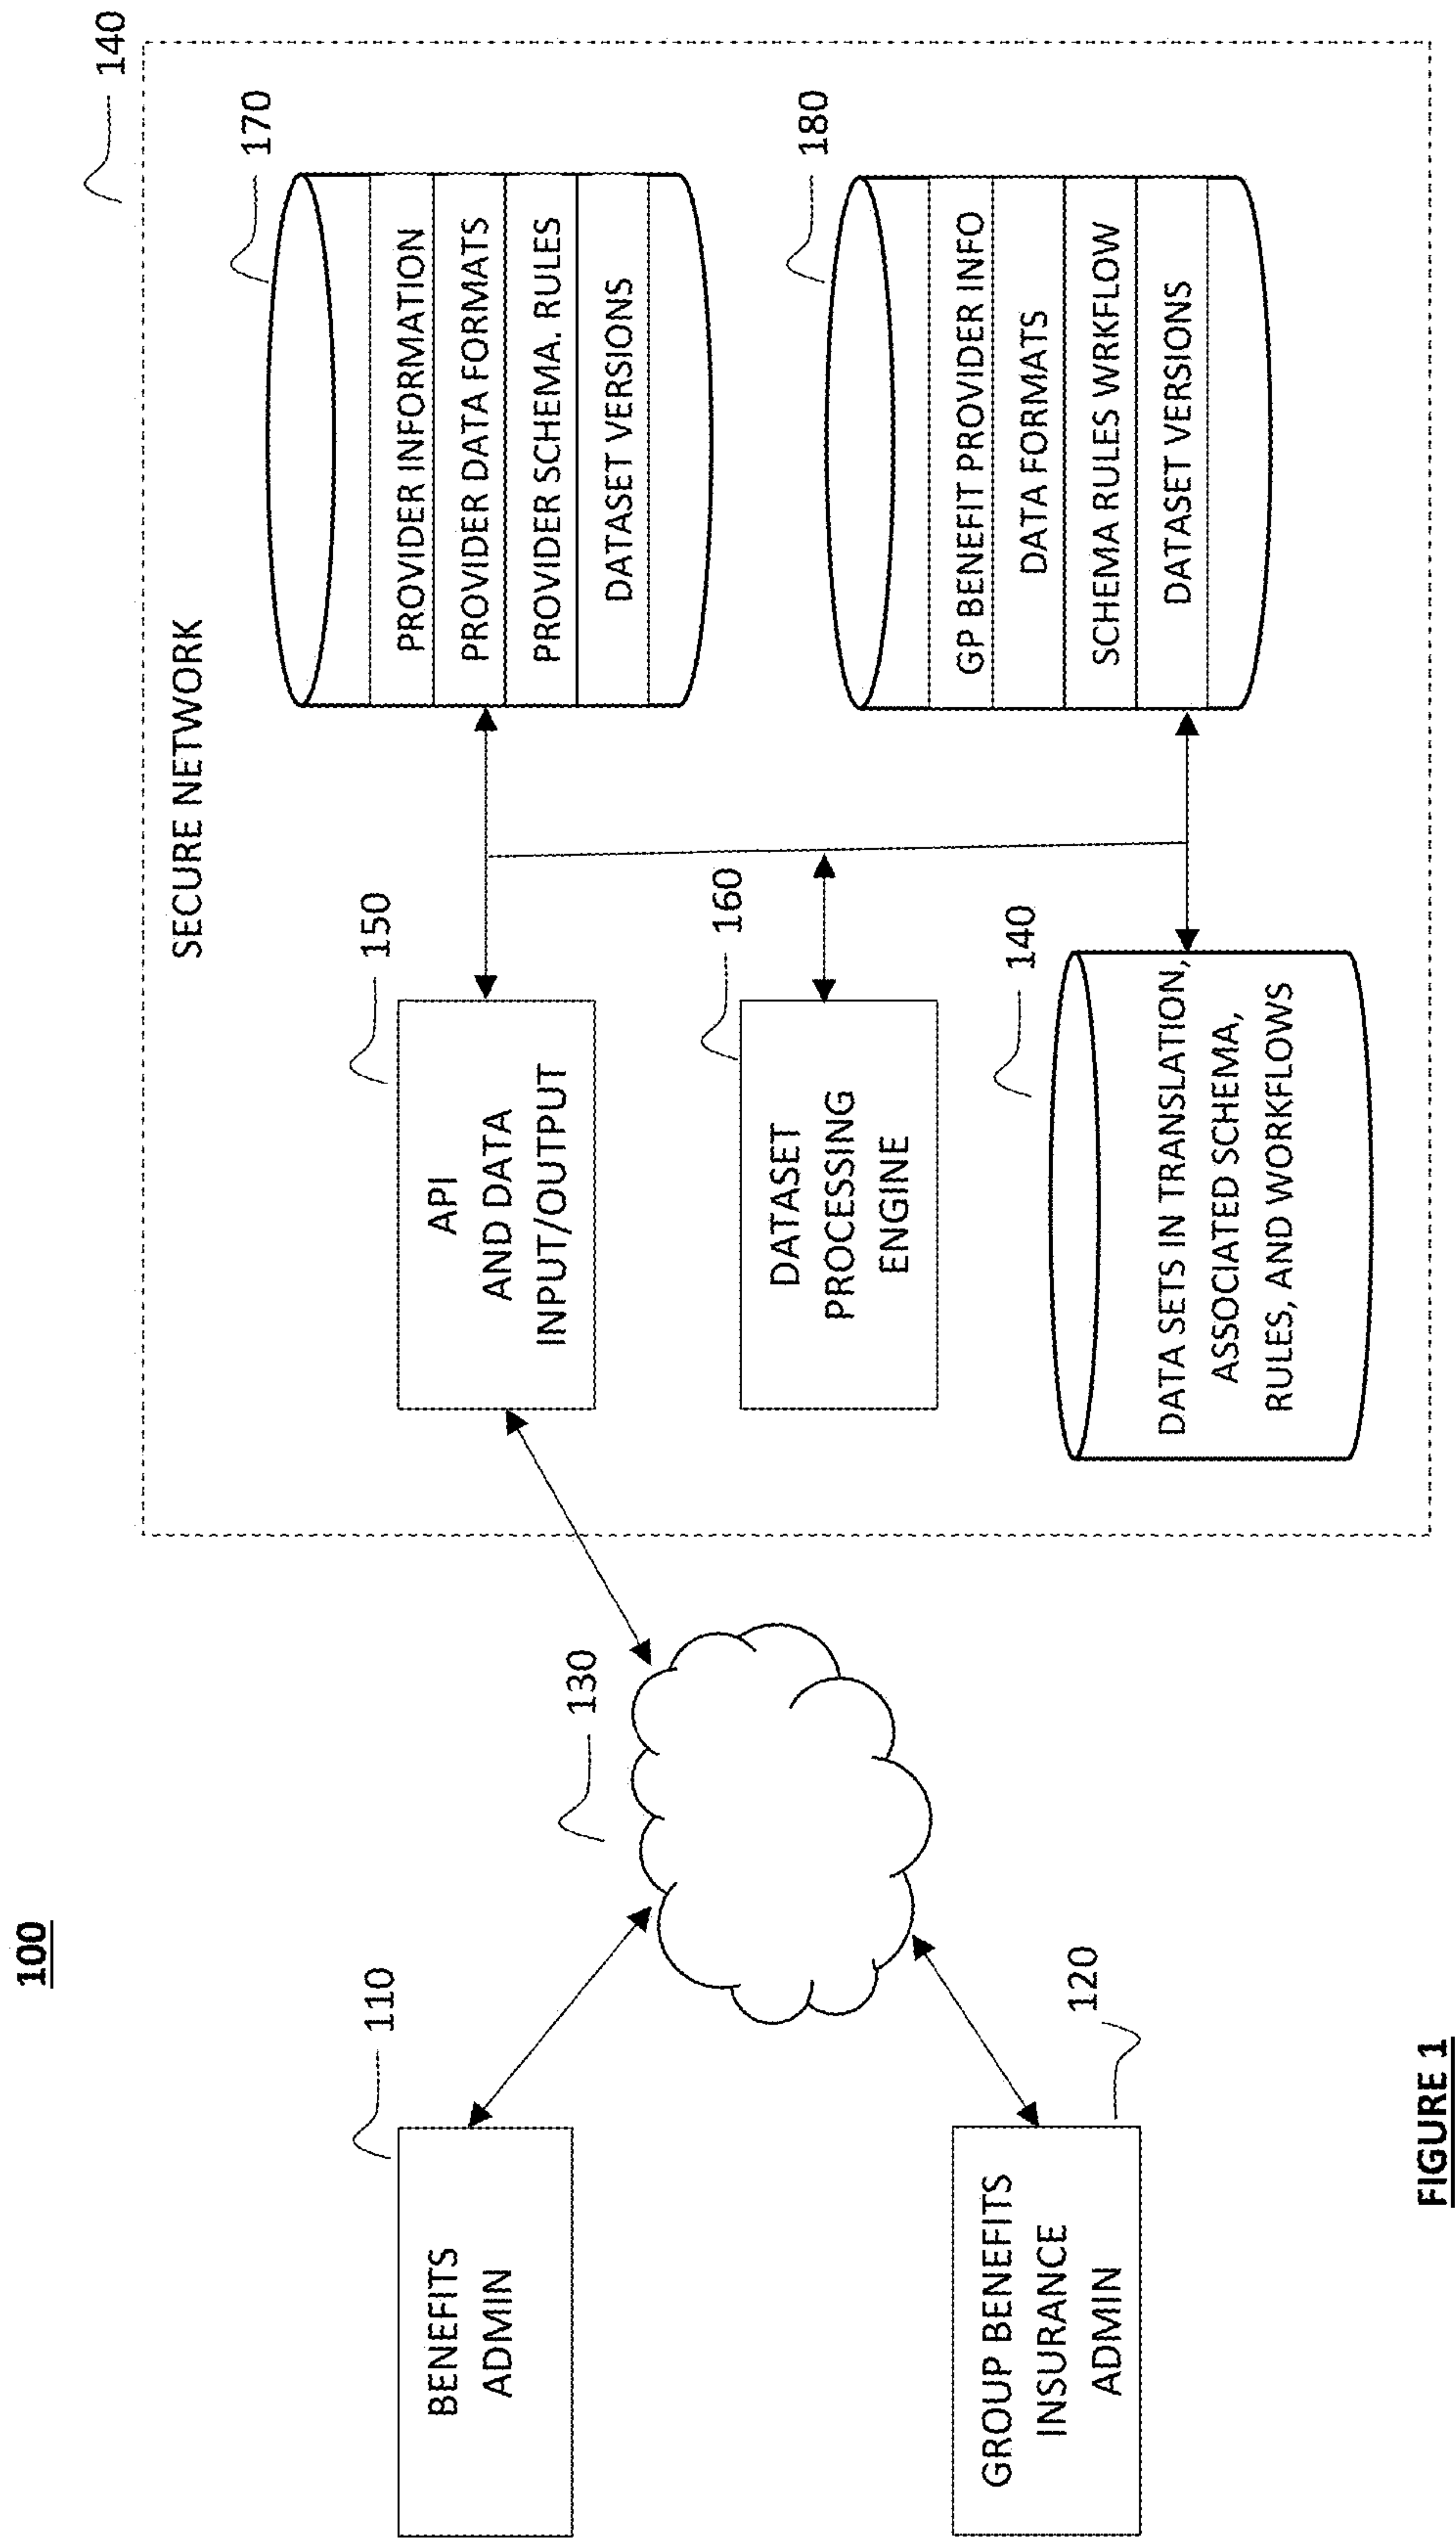 100
140
SECURE NETWORK
110
BENEFITS
ADMIN
120
GROUP BENEFITS
INSURANCE
ADMIN
130
150
API
AND DATA
INPUT/OUTPUT
160
DATASET
PROCESSING
ENGINE
140
DATA SETS IN TRANSLATION,
ASSOCIATED SCHEMA,
RULES, AND WORKFLOWS
170
PROVIDER INFORMATION
PROVIDER DATA FORMATS
PROVIDER SCHEMA. RULES
DATASET VERSIONS
180
GP BENEFIT PROVIDER INFO
DATA FORMATS
SCHEMA RULES WRKFLOW
DATASET VERSIONS
FIGURE 1